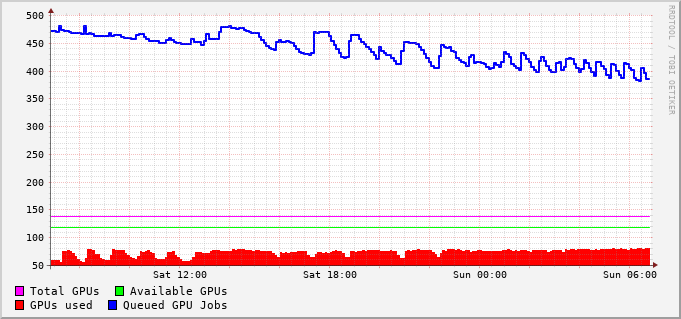 500
450
400
350
300
250
200
150
100
50
Sat 12:00 Sat 18:00 Sun 00:00 Sun 06:00
Total GPUs Available GPUs
GPUs used Queued GPU Jobs
RRDTOOL / TOBI OETIKER